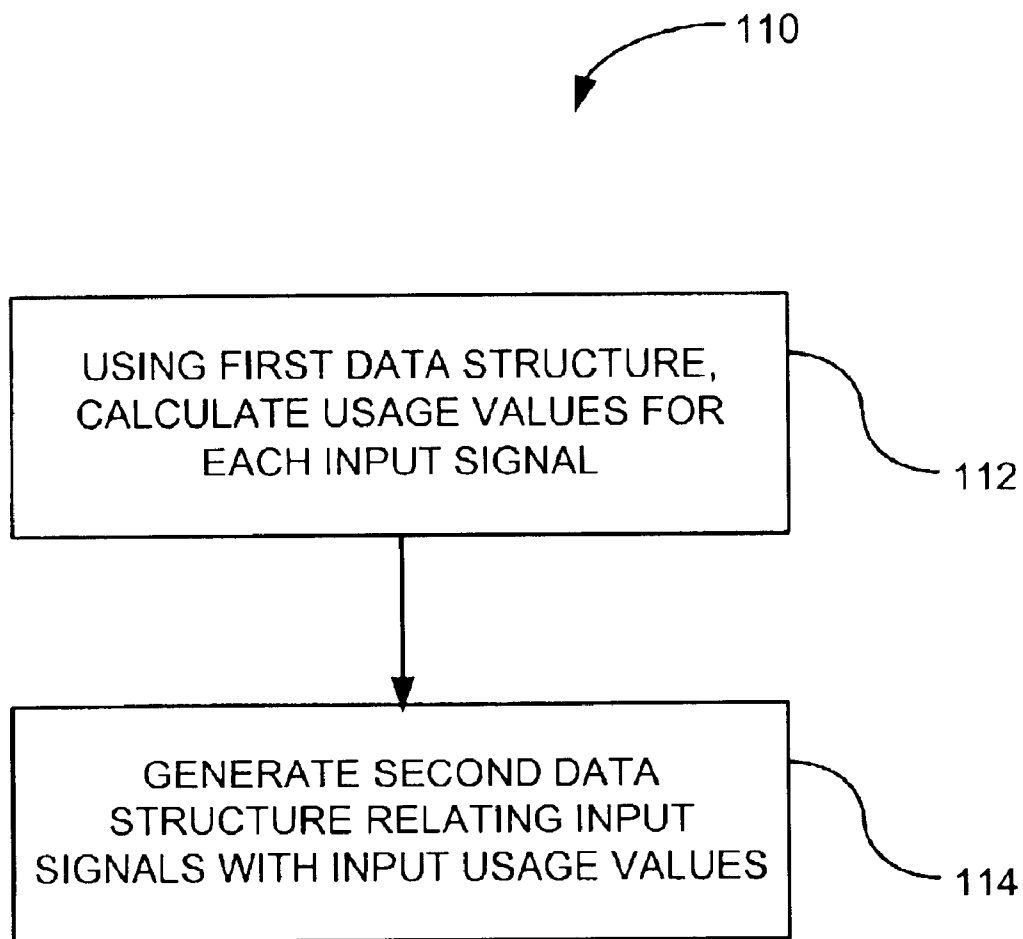 110
USING FIRST DATA STRUCTURE,
CALCULATE USAGE VALUES FOR
EACH INPUT SIGNAL
112
GENERATE SECOND DATA
STRUCTURE RELATING INPUT
SIGNALS WITH INPUT USAGE VALUES
114